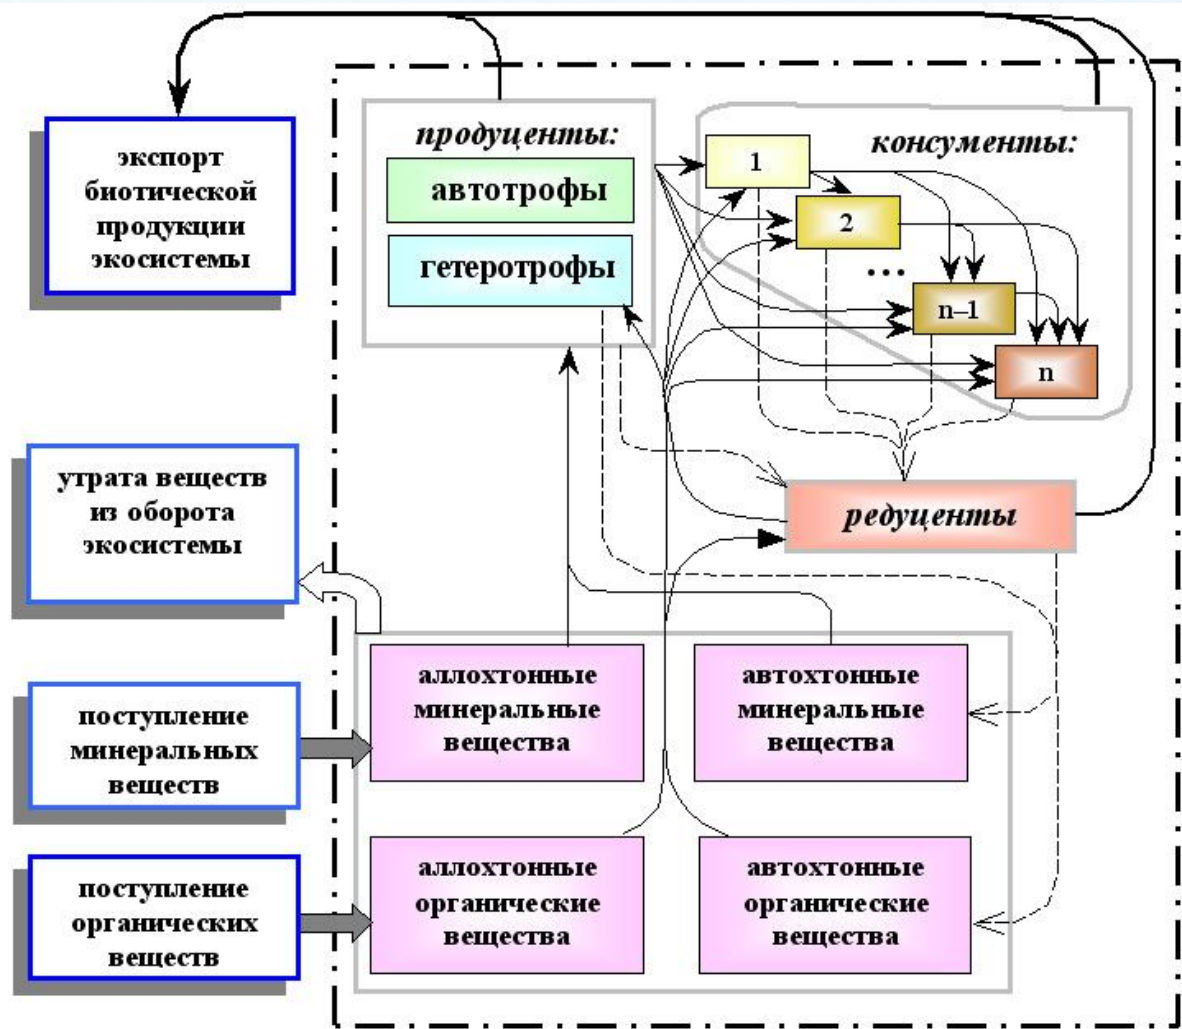 экспорт
биотической
продукции
экосистемы
продуценты:
автотрофы
гетеротрофы
консументы:
1
2
...
n–1
n
утрата веществ
из оборота
экосистемы
редуценты
поступление
минеральных
веществ
аллохтонные
минеральные
вещества
автохтонные
минеральные
вещества
поступление
органических
веществ
аллохтонные
органические
вещества
автохтонные
органические
вещества